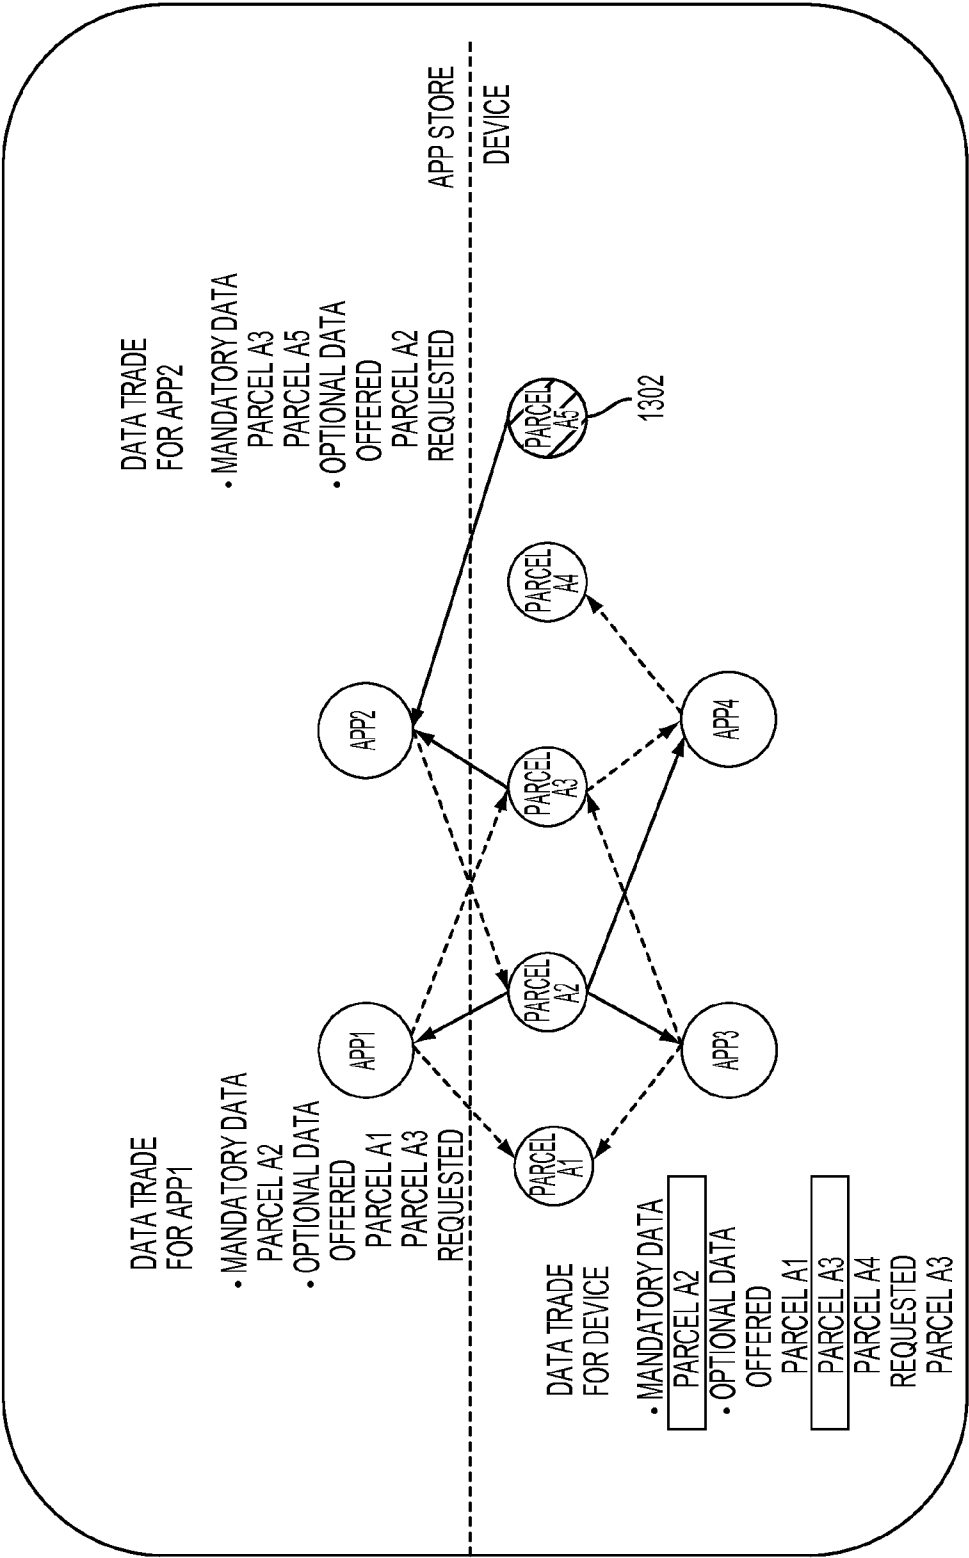 DATA TRADE
FOR APP1
• MANDATORY DATA
PARCEL A2
• OPTIONAL DATA
OFFERED
PARCEL A1
PARCEL A3
REQUESTED
DATA TRADE
FOR APP2
• MANDATORY DATA
PARCEL A3
PARCEL A5
• OPTIONAL DATA
OFFERED
PARCEL A2
REQUESTED
APP1
APP2
APP STORE
DEVICE
PARCEL
A1
PARCEL
A2
PARCEL
A3
PARCEL
A4
PARCEL
A5
1302
APP3
APP4
DATA TRADE
FOR DEVICE
• MANDATORY DATA
PARCEL A2
• OPTIONAL DATA
OFFERED
PARCEL A1
PARCEL A3
PARCEL A4
REQUESTED
PARCEL A3